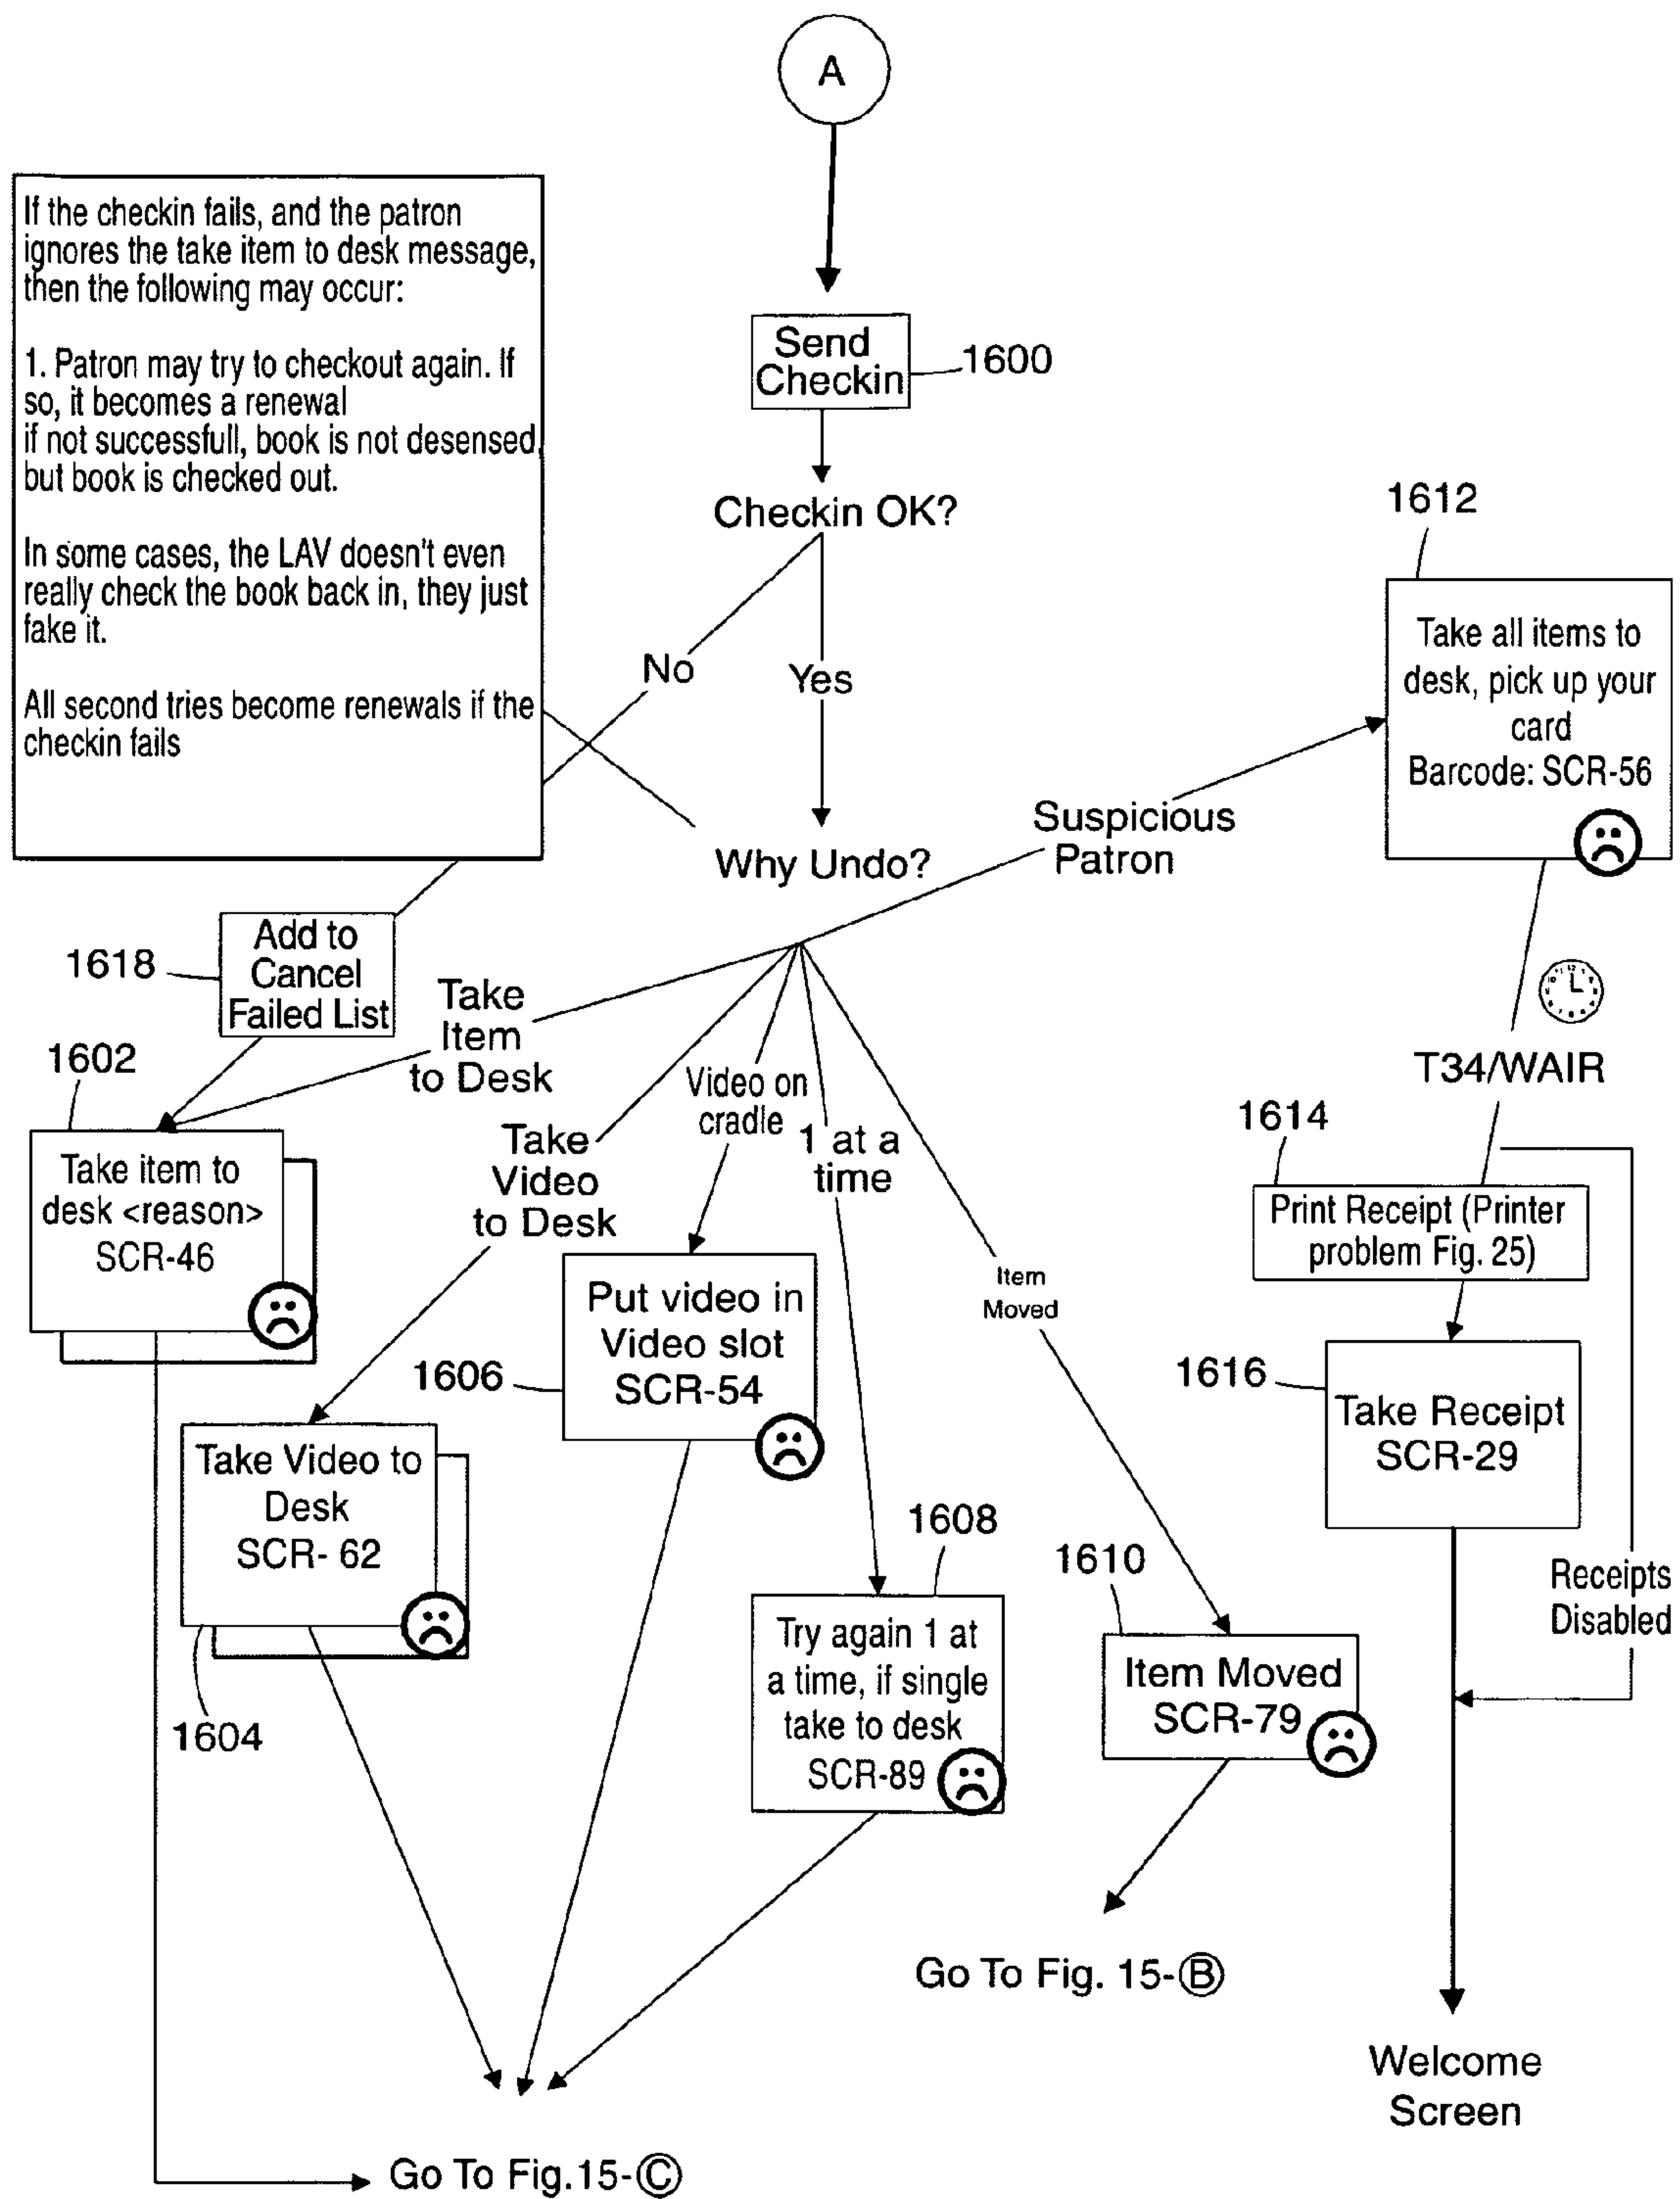 A
If the checkin fails, and the patron
ignores the take item to desk message,
then the following may occur:
1. Patron may try to checkout again. If
so, it becomes a renewal
if not successfull, book is not desensed
but book is checked out.
In some cases, the LAV doesn't even
really check the book back in, they just
fake it.
All second tries become renewals if the
checkin fails
Send
Checkin
1600
Checkin OK?
No
Yes
Why Undo?
Suspicious
Patron
1612
Take all items to
desk, pick up your
card
Barcode: SCR-56
T34/WAIR
1614
Print Receipt (Printer
problem Fig. 25)
1616
Take Receipt
SCR-29
Receipts
Disabled
Welcome
Screen
1618
Add to
Cancel
Failed List
Take
Item
to Desk
1602
Take item to
desk <reason>
SCR-46
Take
Video
to Desk
Take Video to
Desk
SCR- 62
1604
Video on
cradle
1606
Put video in
Video slot
SCR-54
1 at a
time
1608
Try again 1 at
a time, if single
take to desk
SCR-89
Item
Moved
1610
Item Moved
SCR-79
Go To Fig. 15-B
Go To Fig.15-C